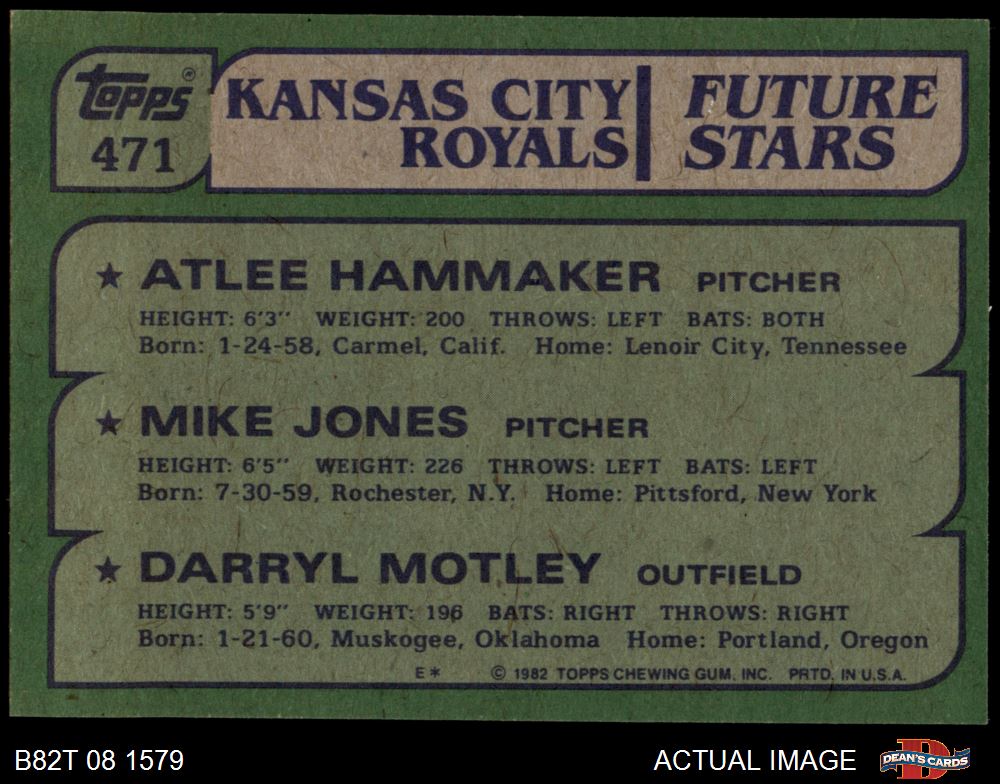 topps®
471
KANSAS CITY
ROYALS
FUTURE
STARS
★ ATLEE HAMMAKER PITCHER
HEIGHT: 6'3" WEIGHT: 200 THROWS: LEFT BATS: BOTH
Born: 1-24-58, Carmel, Calif. Home: Lenoir City, Tennessee
★ MIKE JONES PITCHER
HEIGHT: 6'5" WEIGHT: 226 THROWS: LEFT BATS: LEFT
Born: 7-30-59, Rochester, N.Y. Home: Pittsford, New York
★ DARRYL MOTLEY OUTFIELD
HEIGHT: 5'9" WEIGHT: 196 BATS: RIGHT THROWS: RIGHT
Born: 1-21-60, Muskogee, Oklahoma Home: Portland, Oregon
E* © 1982 TOPPS CHEWING GUM, INC. PRTD. IN U.S.A.
B82T 08 1579
ACTUAL IMAGE
D
DEAN'S CARDS